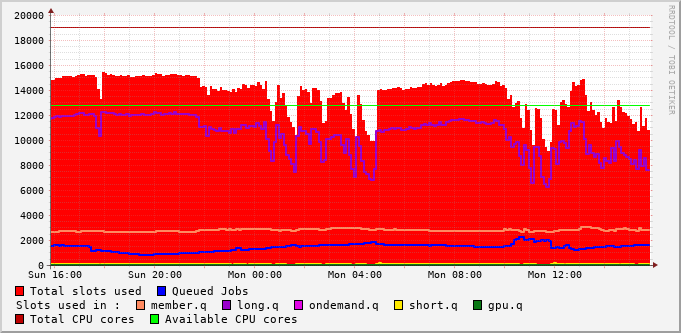 20000
18000
16000
14000
12000
10000
8000
6000
4000
2000
0
Sun 16:00 Sun 20:00 Mon 00:00 Mon 04:00 Mon 08:00 Mon 12:00
Total slots used Queued Jobs
Slots used in : member.q long.q ondemand.q short.q gpu.q
Total CPU cores Available CPU cores
RRDTOOL / TOBI OETIKER